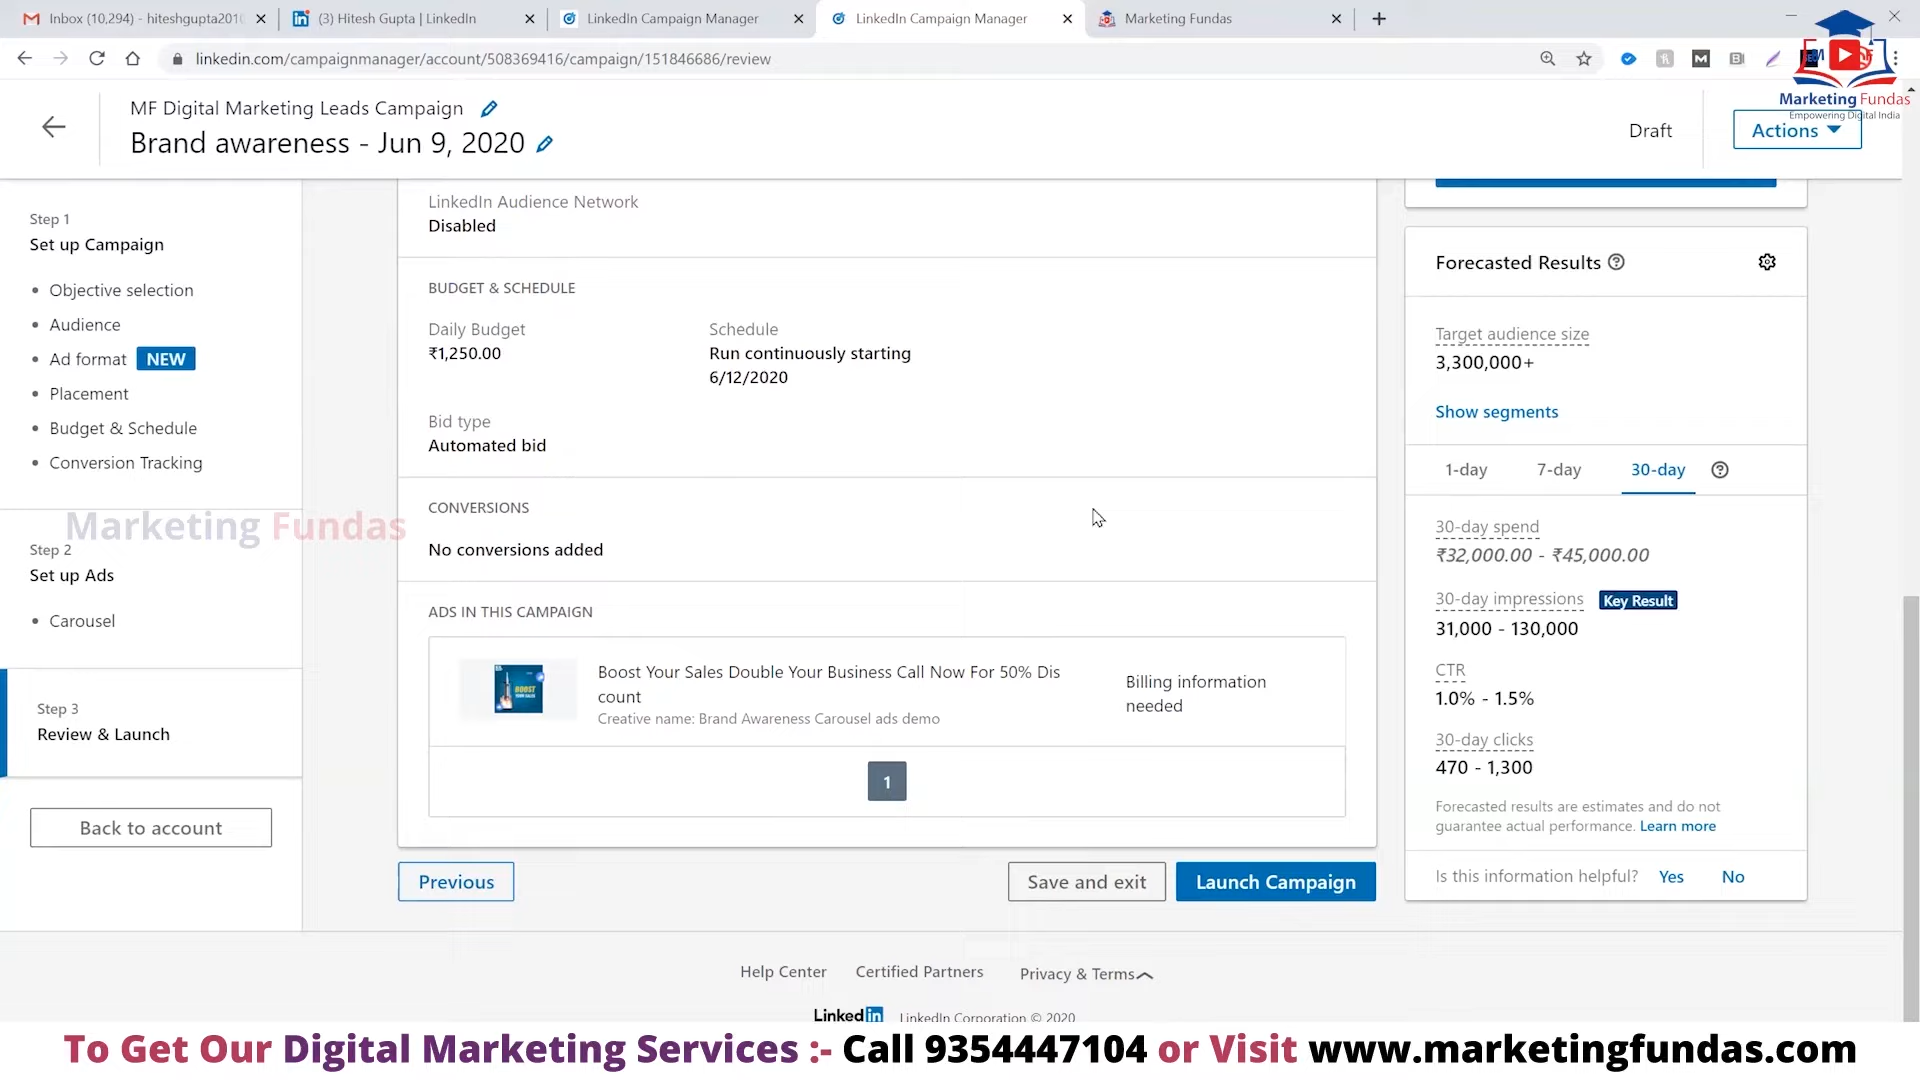 Inbox (10,294) - hiteshgupta201
(3) Hitesh Gupta | LinkedIn
LinkedIn Campaign Manager
LinkedIn Campaign Manager
Marketing Fundas
linkedin.com/campaignmanager/account/508369416/campaign/151846686/review
Marketing Fundas
Empowering Digital India
MF Digital Marketing Leads Campaign
Brand awareness - Jun 9, 2020
Draft
Actions
Step 1
Set up Campaign
Objective selection
Audience
Ad format NEW
Placement
Budget & Schedule
Conversion Tracking
Marketing Fundas
Step 2
Set up Ads
Carousel
Step 3
Review & Launch
Back to account
LinkedIn Audience Network
Disabled
BUDGET & SCHEDULE
Daily Budget
₹1,250.00
Schedule
Run continuously starting
6/12/2020
Bid type
Automated bid
CONVERSIONS
No conversions added
ADS IN THIS CAMPAIGN
BOOST
Boost Your Sales Double Your Business Call Now For 50% Dis
count
Creative name: Brand Awareness Carousel ads demo
Billing information
needed
1
Previous
Save and exit
Launch Campaign
Forecasted Results
Target audience size
3,300,000+
Show segments
1-day
7-day
30-day
30-day spend
₹32,000.00 - ₹45,000.00
30-day impressions Key Result
31,000 - 130,000
CTR
1.0% - 1.5%
30-day clicks
470 - 1,300
Forecasted results are estimates and do not
guarantee actual performance. Learn more
Is this information helpful? Yes No
Help Center
Certified Partners
Privacy & Terms
LinkedIn LinkedIn Corporation © 2020
To Get Our Digital Marketing Services :- Call 9354447104 or Visit www.marketingfundas.com